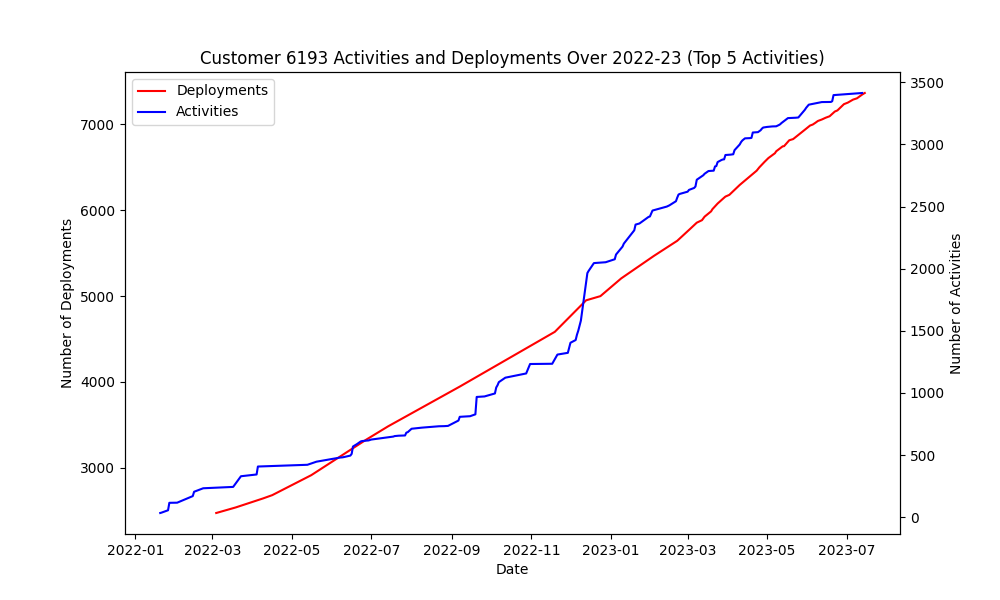 Customer 6193 Activities and Deployments Over 2022-23 (Top 5 Activities)
Deployments
Activities
7000
6000
5000
4000
3000
Number of Deployments
3500
3000
2500
2000
1500
1000
500
0
Number of Activities
2022-01 2022-03 2022-05 2022-07 2022-09 2022-11 2023-01 2023-03 2023-05 2023-07
Date